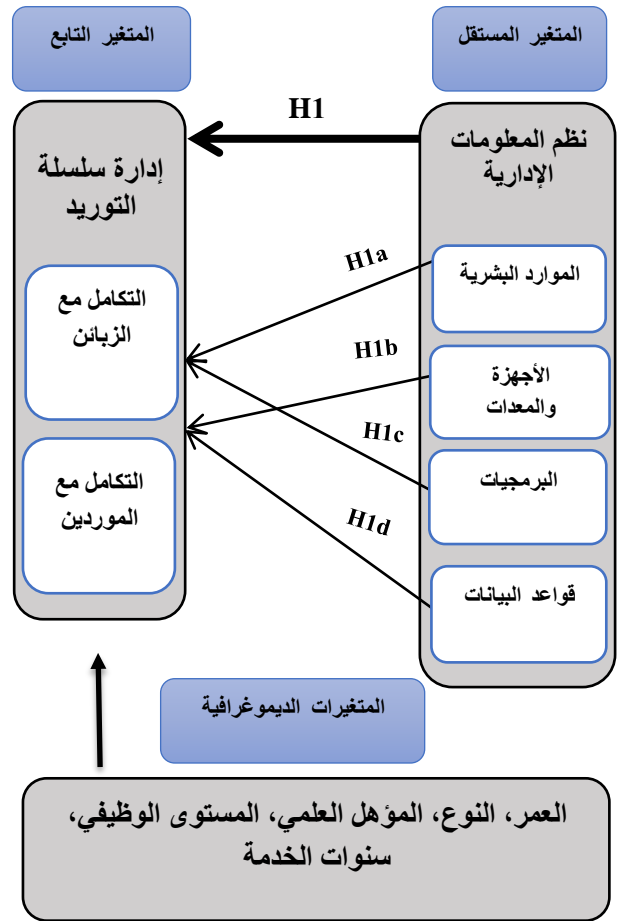 المتغير المستقل
المتغير التابع
نظم المعلومات
الإدارية
H1
إدارة سلسلة
التوريد
الموارد البشرية
H1a
التكامل مع
الزبائن
الأجهزة
والمعدات
H1b
البرمجيات
H1c
التكامل مع
الموردين
قواعد البيانات
H1d
المتغيرات الديموغرافية
العمر، النوع، المؤهل العلمي، المستوى الوظيفي،
سنوات الخدمة